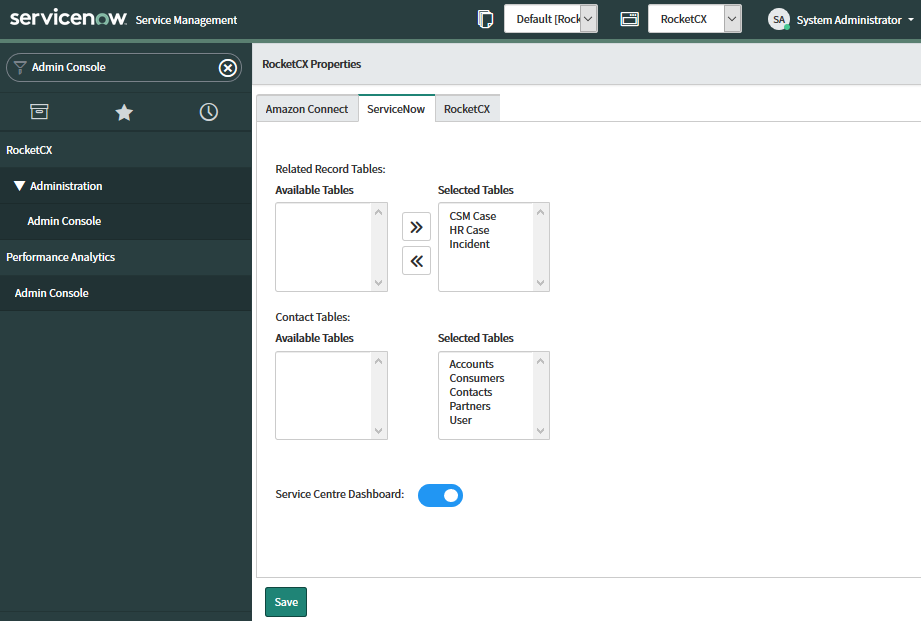 servicenow Service Management
Default [Rock
RocketCX
SA System Administrator
Admin Console
RocketCX Properties
Amazon Connect ServiceNow RocketCX
RocketCX
Administration
Admin Console
Performance Analytics
Admin Console
Related Record Tables:
Available Tables Selected Tables
CSM Case
HR Case
Incident
Contact Tables:
Available Tables Selected Tables
Accounts
Consumers
Contacts
Partners
User
Service Centre Dashboard:
Save